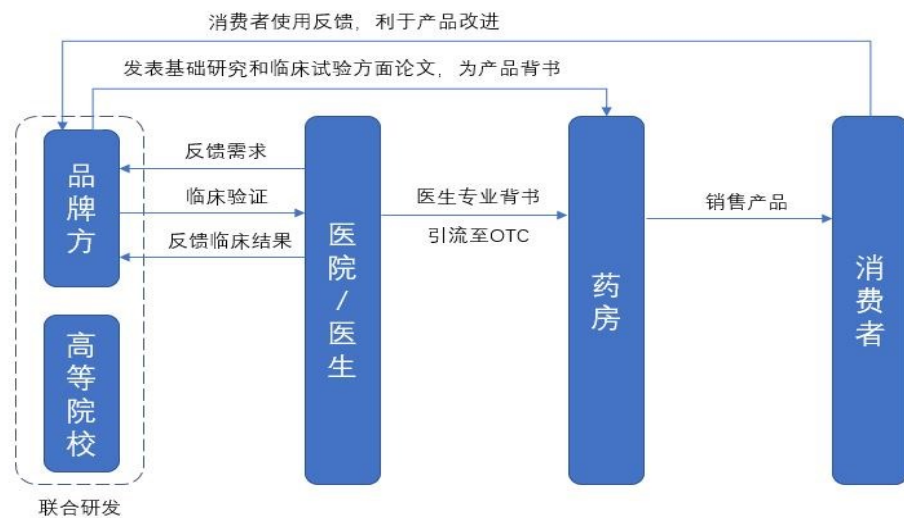 消费者使用反馈，利于产品改进
发表基础研究和临床试验方面论文，为产品背书
品牌方
反馈需求
临床验证
反馈临床结果
高等院校
联合研发
医院/医生
医生专业背书
引流至OTC
药房
销售产品
消费者